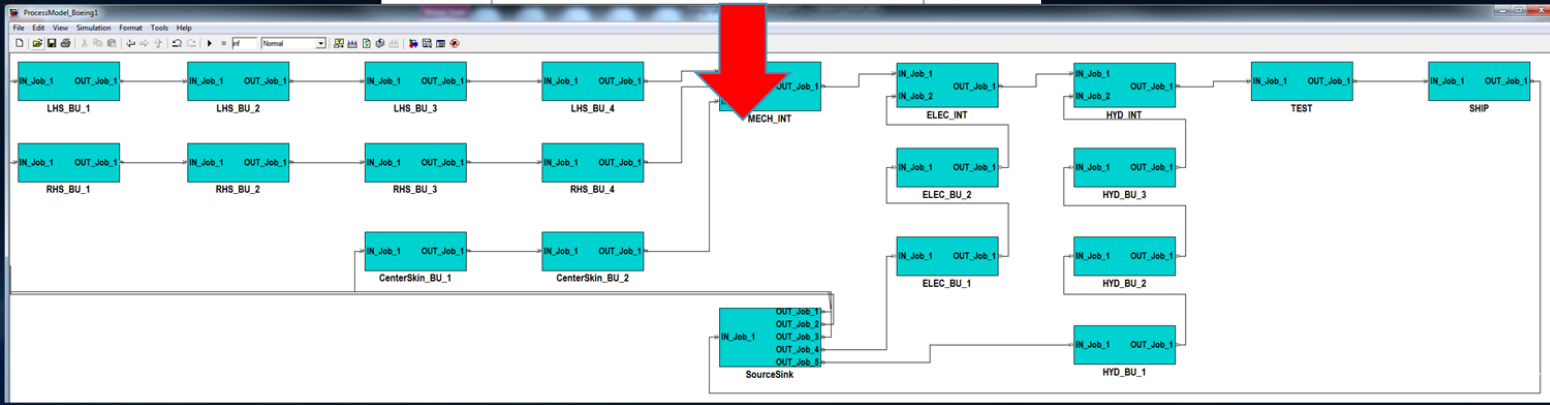 ProcessModel_Boeing1
File Edit View Simulation Format Tools Help
inf Normal
IN_Job_1 OUT_Job_1 IN_Job_1 OUT_Job_1 IN_Job_1 OUT_Job_1 IN_Job_1 OUT_Job_1 OUT_Job_1 IN_Job_1 OUT_Job_1 IN_Job_2 IN_Job_1 OUT_Job_1 IN_Job_2 IN_Job_1 OUT_Job_1 IN_Job_1 OUT_Job_1
LHS_BU_1 LHS_BU_2 LHS_BU_3 LHS_BU_4 MECH_INT ELEC_INT HYD_INT TEST SHIP
IN_Job_1 OUT_Job_1 IN_Job_1 OUT_Job_1 IN_Job_1 OUT_Job_1 IN_Job_1 OUT_Job_1 IN_Job_1 OUT_Job_1 IN_Job_1 OUT_Job_1
RHS_BU_1 RHS_BU_2 RHS_BU_3 RHS_BU_4 ELEC_BU_2 HYD_BU_3
IN_Job_1 OUT_Job_1 IN_Job_1 OUT_Job_1 IN_Job_1 OUT_Job_1 IN_Job_1 OUT_Job_1
CenterSkin_BU_1 CenterSkin_BU_2 ELEC_BU_1 HYD_BU_2
OUT_Job_1
OUT_Job_2
IN_Job_1 OUT_Job_3
OUT_Job_4
OUT_Job_5
SourceSink
IN_Job_1 OUT_Job_1
HYD_BU_1